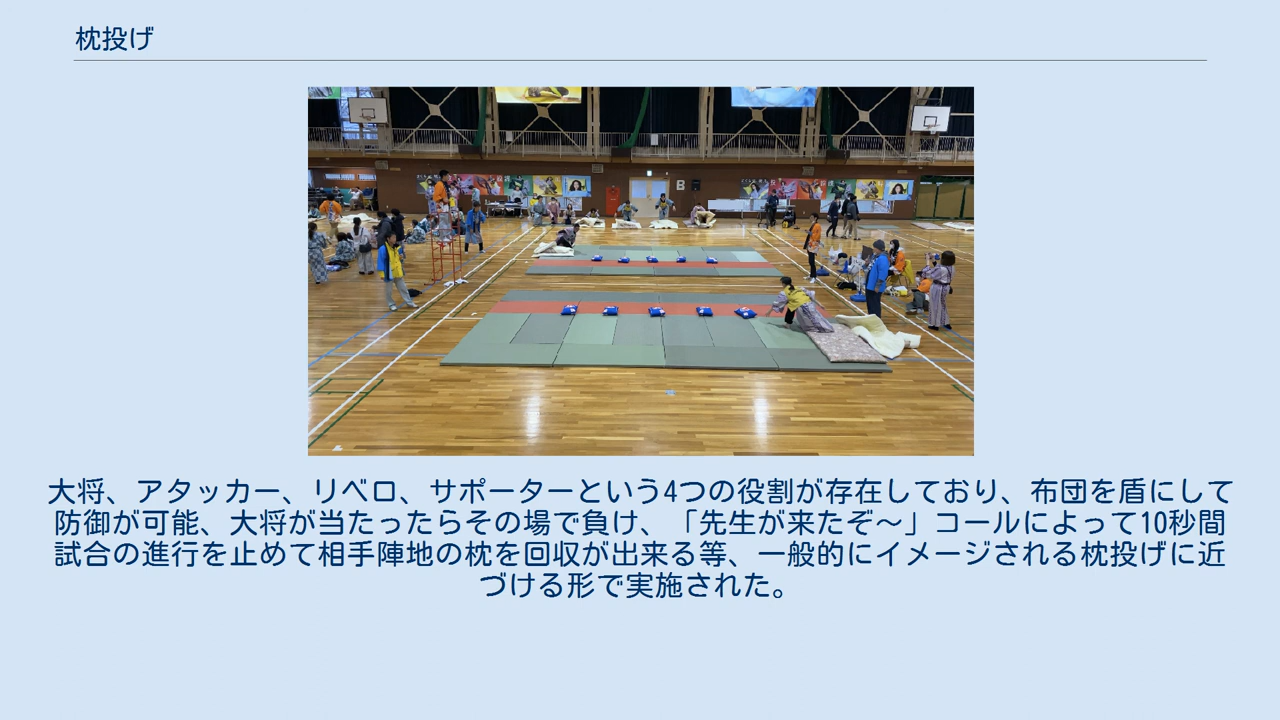 枕投げ
B
大将、アタッカー、リベロ、サポーターという4つの役割が存在しており、布団を盾にして
防御が可能、大将が当たったらその場で負け、「先生が来たぞ～」コールによって10秒間
試合の進行を止めて相手陣地の枕を回収が出来る等、一般的にイメージされる枕投げに近
づける形で実施された。